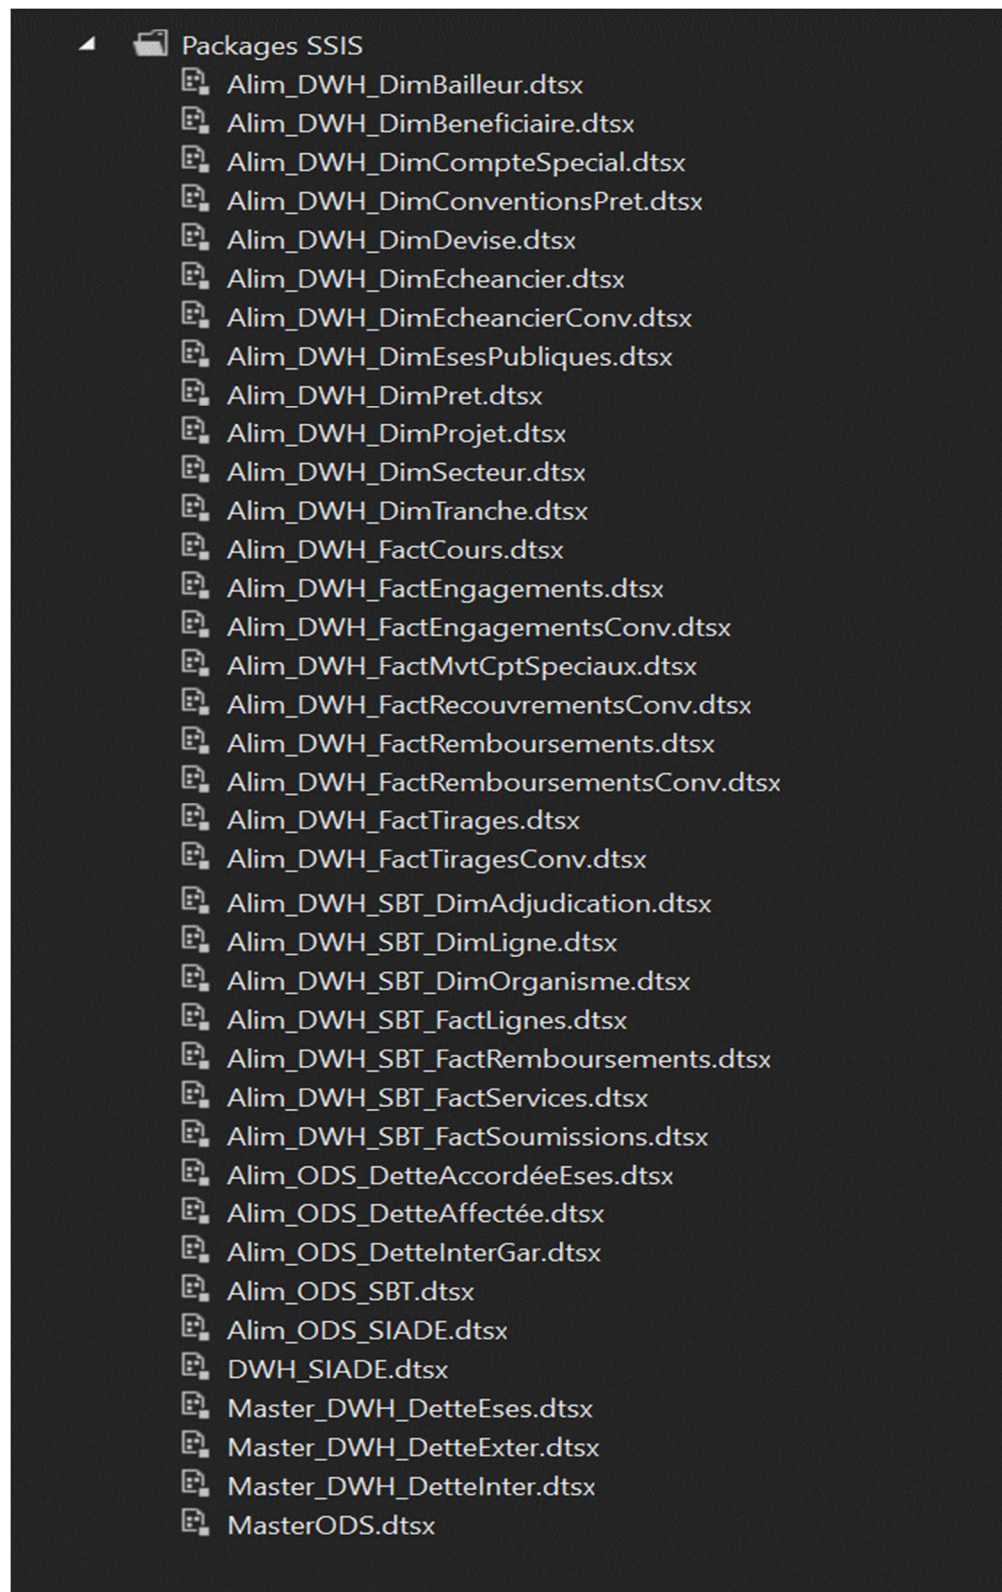 Packages SSIS
Alim_DWH_DimBailleur.dtsx
Alim_DWH_DimBeneficiaire.dtsx
Alim_DWH_DimCompteSpecial.dtsx
Alim_DWH_DimConventionsPret.dtsx
Alim_DWH_DimDevise.dtsx
Alim_DWH_DimEcheancier.dtsx
Alim_DWH_DimEcheancierConv.dtsx
Alim_DWH_DimEsesPubliques.dtsx
Alim_DWH_DimPret.dtsx
Alim_DWH_DimProjet.dtsx
Alim_DWH_DimSecteur.dtsx
Alim_DWH_DimTranche.dtsx
Alim_DWH_FactCours.dtsx
Alim_DWH_FactEngagements.dtsx
Alim_DWH_FactEngagementsConv.dtsx
Alim_DWH_FactMvtCptSpeciaux.dtsx
Alim_DWH_FactRecouvrementsConv.dtsx
Alim_DWH_FactRemboursements.dtsx
Alim_DWH_FactRemboursementsConv.dtsx
Alim_DWH_FactTirages.dtsx
Alim_DWH_FactTiragesConv.dtsx
Alim_DWH_SBT_DimAdjudication.dtsx
Alim_DWH_SBT_DimLigne.dtsx
Alim_DWH_SBT_DimOrganisme.dtsx
Alim_DWH_SBT_FactLignes.dtsx
Alim_DWH_SBT_FactRemboursements.dtsx
Alim_DWH_SBT_FactServices.dtsx
Alim_DWH_SBT_FactSoumissions.dtsx
Alim_ODS_DetteAccordéeEses.dtsx
Alim_ODS_DetteAffectée.dtsx
Alim_ODS_DetteInterGar.dtsx
Alim_ODS_SBT.dtsx
Alim_ODS_SIADE.dtsx
DWH_SIADE.dtsx
Master_DWH_DetteEses.dtsx
Master_DWH_DetteExter.dtsx
Master_DWH_DetteInter.dtsx
MasterODS.dtsx